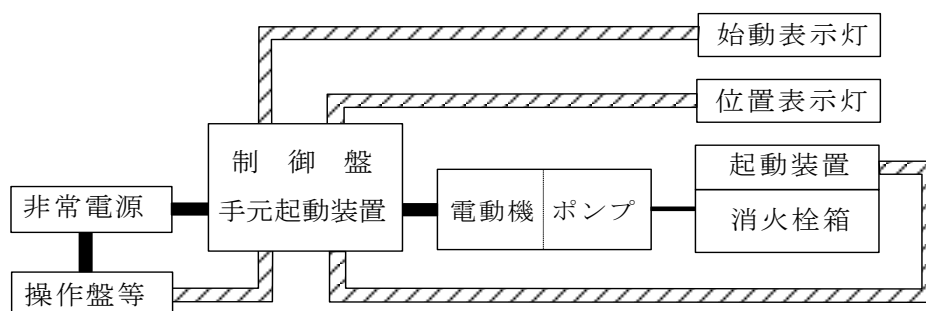 始動表示灯
位置表示灯
制御盤
手元起動装置
非常電源
操作盤等
電動機
ポンプ
起動装置
消火栓箱